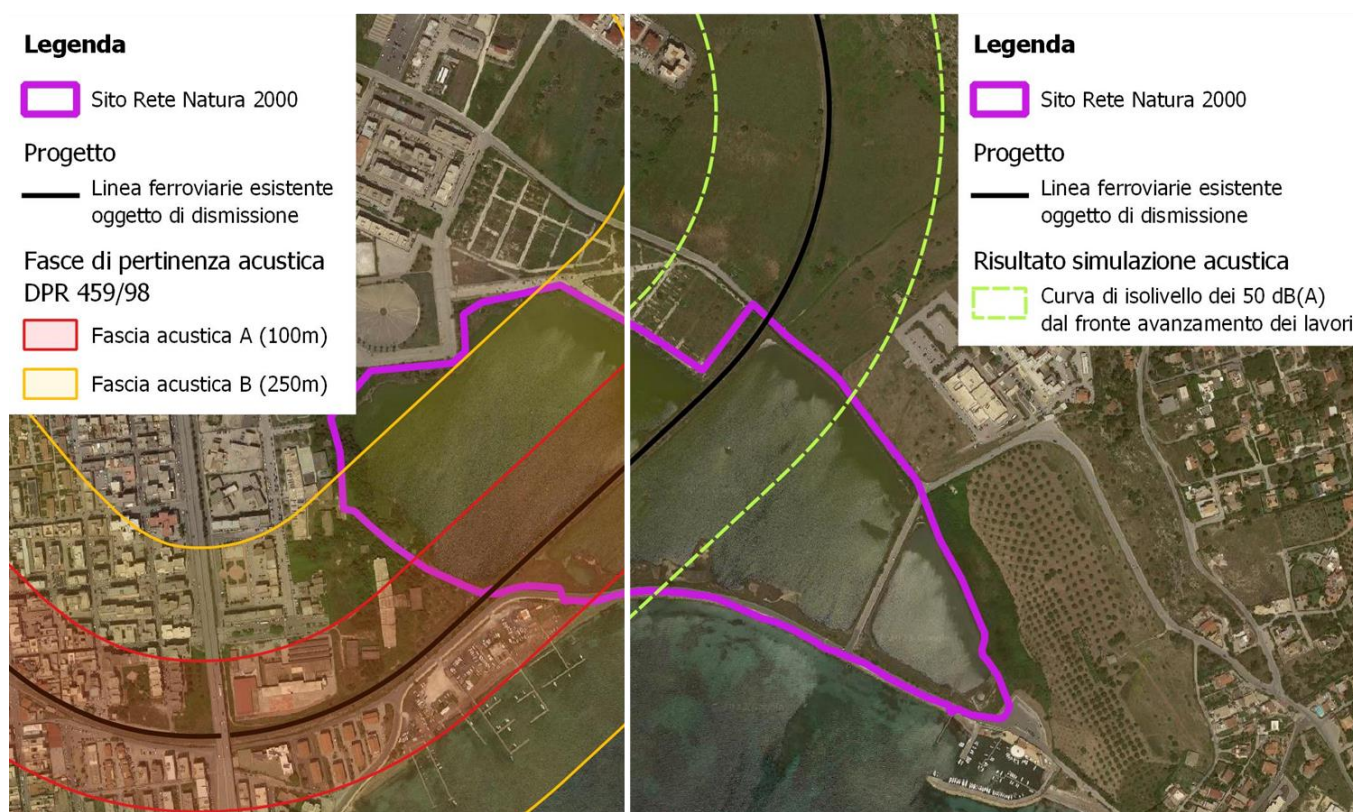 Legenda
Sito Rete Natura 2000
Progetto
Linea ferroviarie esistente
oggetto di dismissione
Fasce di pertinenza acustica
DPR 459/98
Fascia acustica A (100m)
Fascia acustica B (250m)
Legenda
Sito Rete Natura 2000
Progetto
Linea ferroviarie esistente
oggetto di dismissione
Risultato simulazione acustica
Curva di isolivello dei 50 dB(A)
dal fronte avanzamento dei lavori